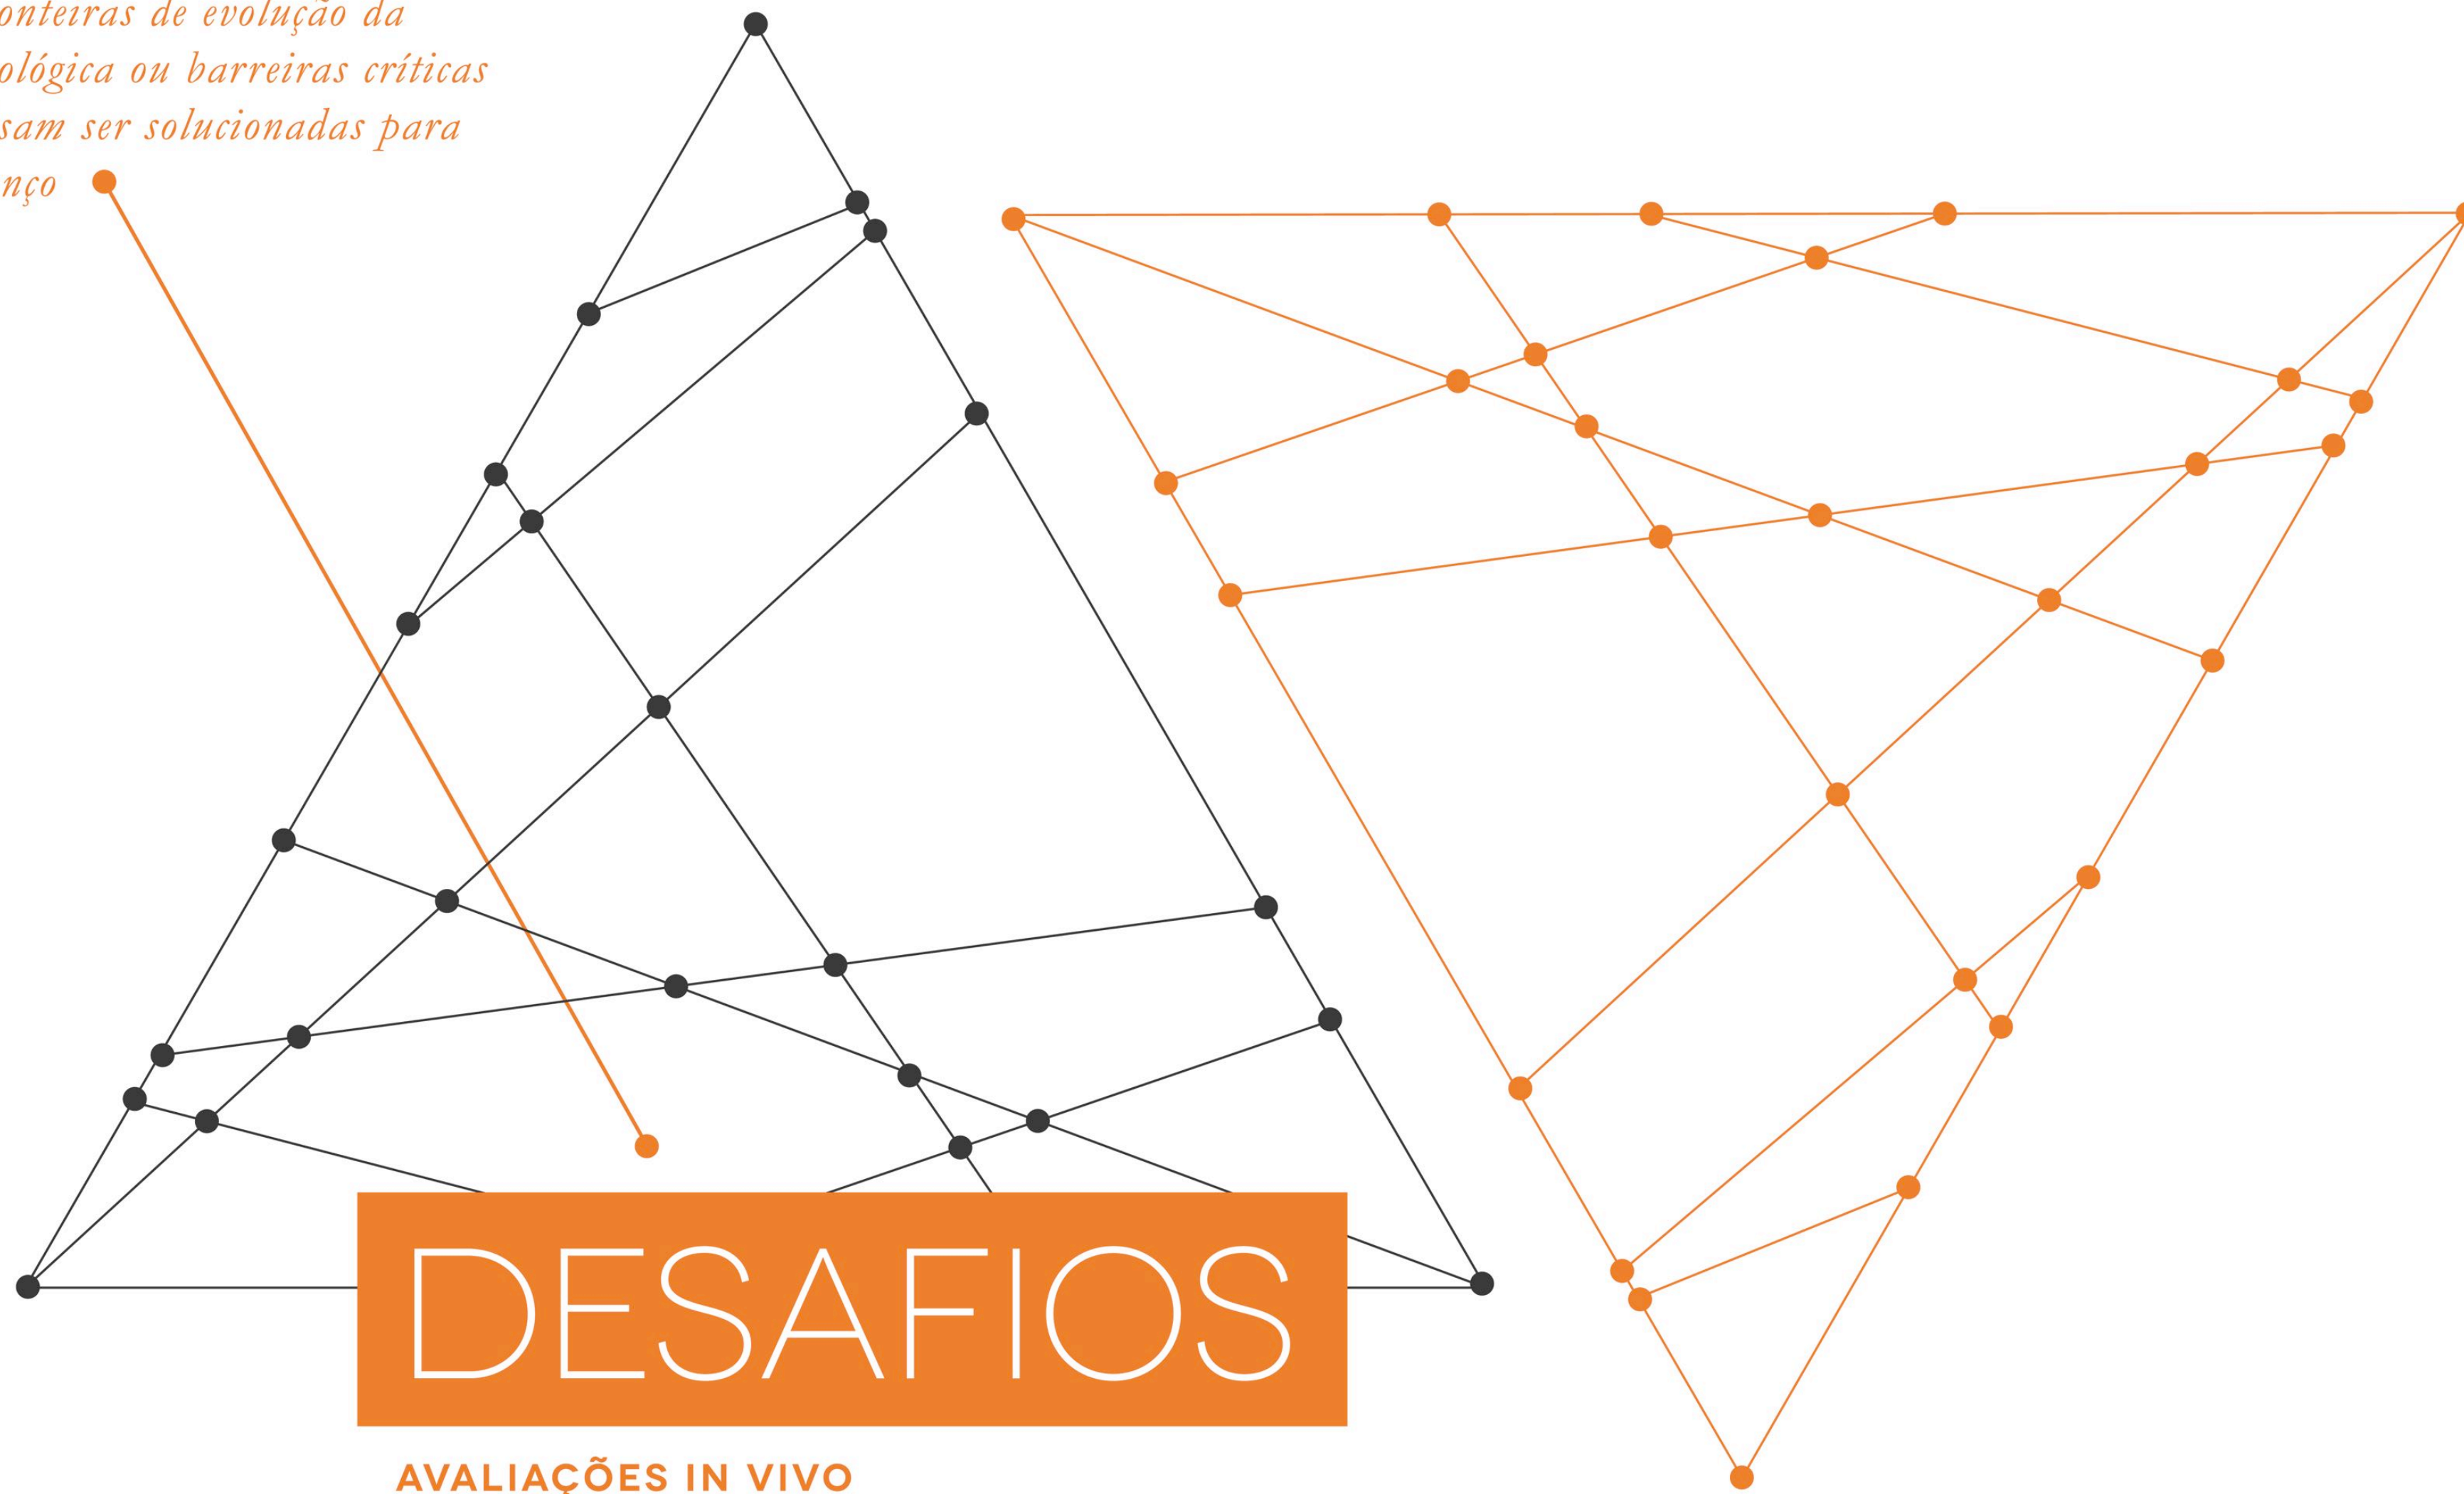 onteiras de evolução da
ológica ou barreiras críticas
sam ser solucionadas para
nço
DESAFIOS
AVALIAÇÕES IN VIVO